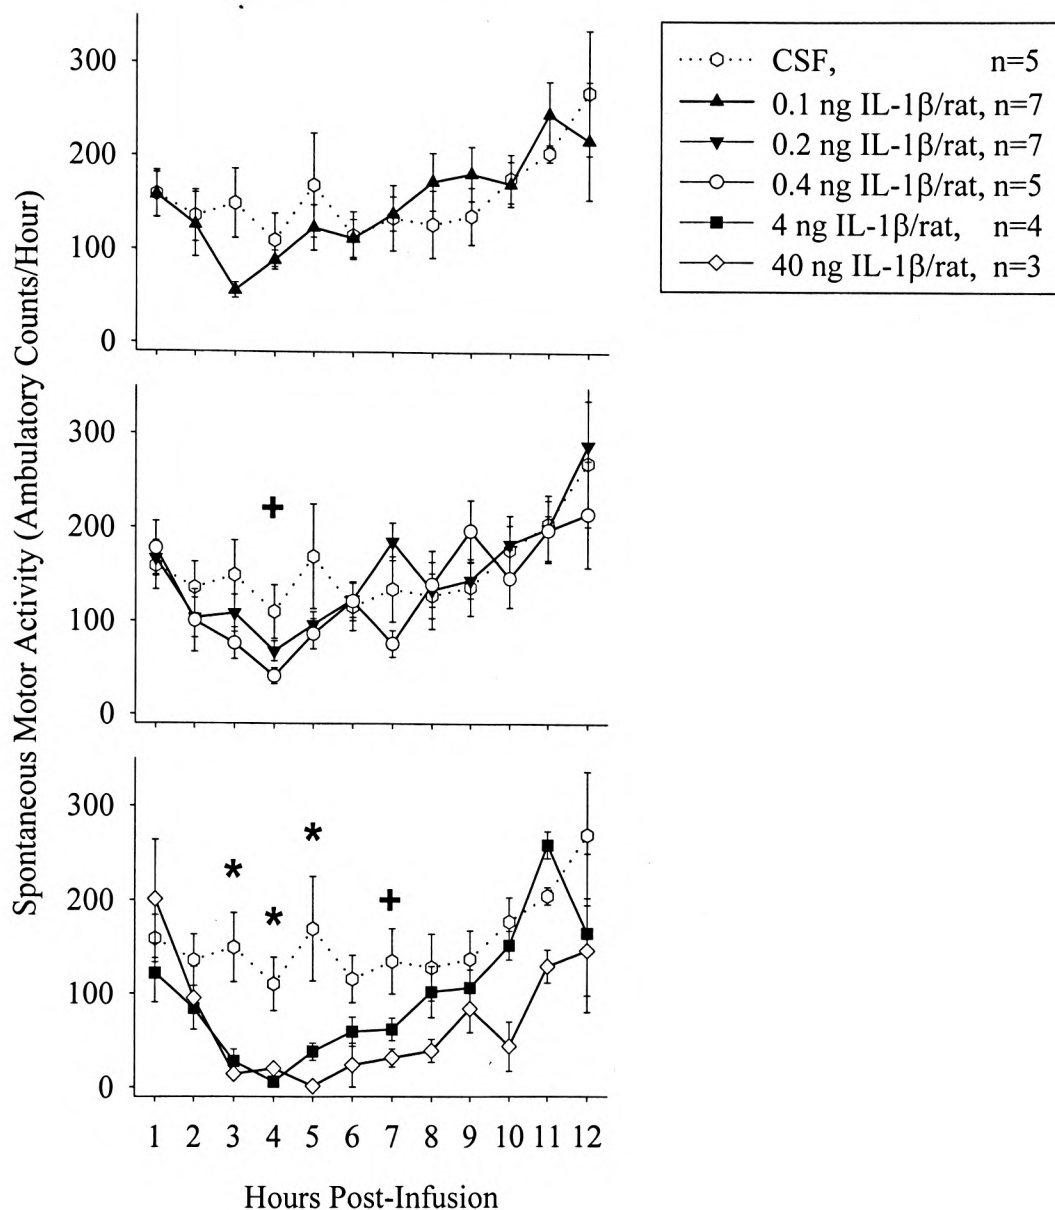 CSF, n=5
0.1 ng IL-1β/rat, n=7
0.2 ng IL-1β/rat, n=7
0.4 ng IL-1β/rat, n=5
4 ng IL-1β/rat, n=4
40 ng IL-1β/rat, n=3
Spontaneous Motor Activity (Ambulatory Counts/Hour)
300
200
100
0
300
200
100
0
+
300
200
100
0
*
*
*
+
1 2 3 4 5 6 7 8 9 10 11 12
Hours Post-Infusion